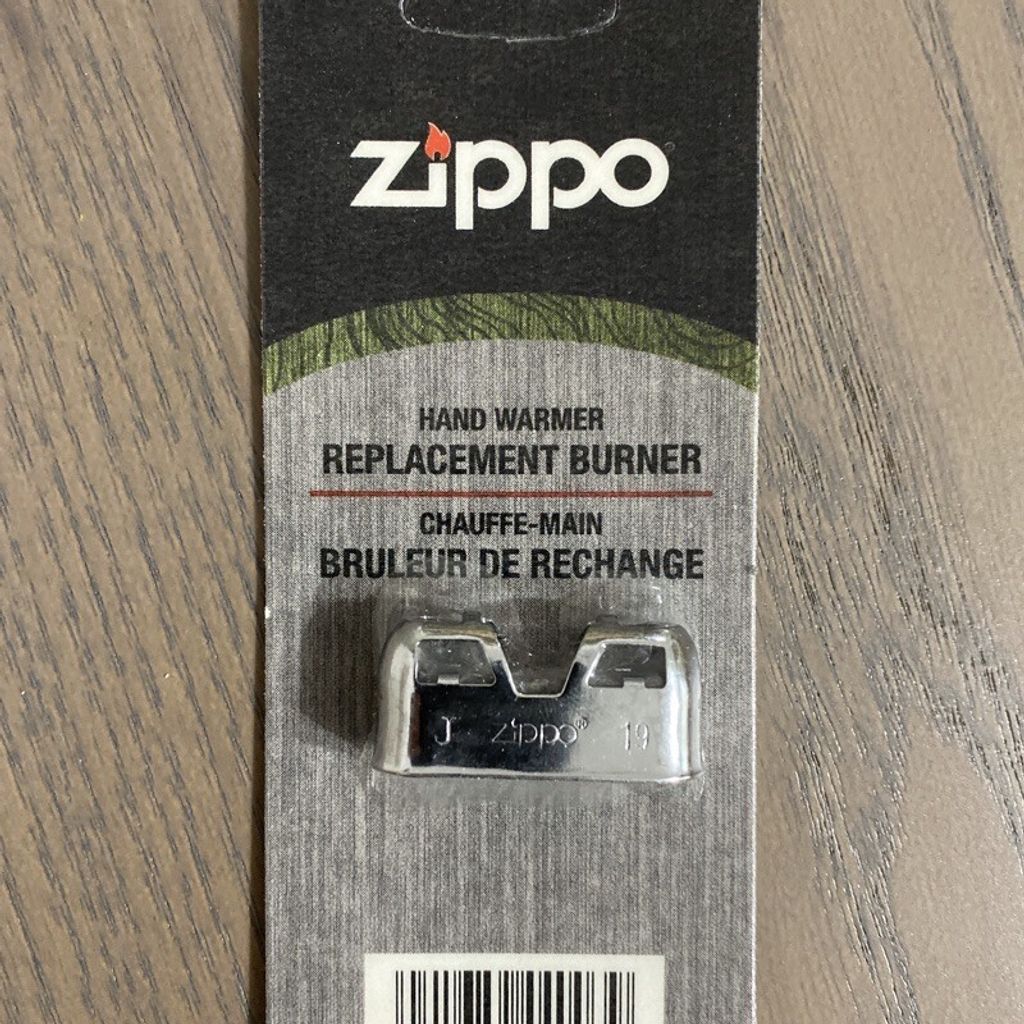 zippo
HAND WARMER
REPLACEMENT BURNER
CHAUFFE-MAIN
BRULEUR DE RECHANGE
J zippo® 19